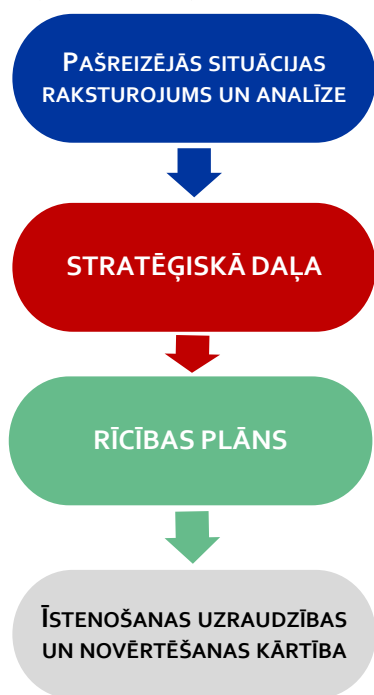 PAŠREIZĒJĀS SITUĀCIJAS
RAKSTUROJUMS UN ANALĪZE
STRATĒĢISKĀ DAĻA
RĪCĪBAS PLĀNS
ĪSTENOŠANAS UZRAUDZĪBAS
UN NOVĒRTĒŠANAS KĀRTĪBA